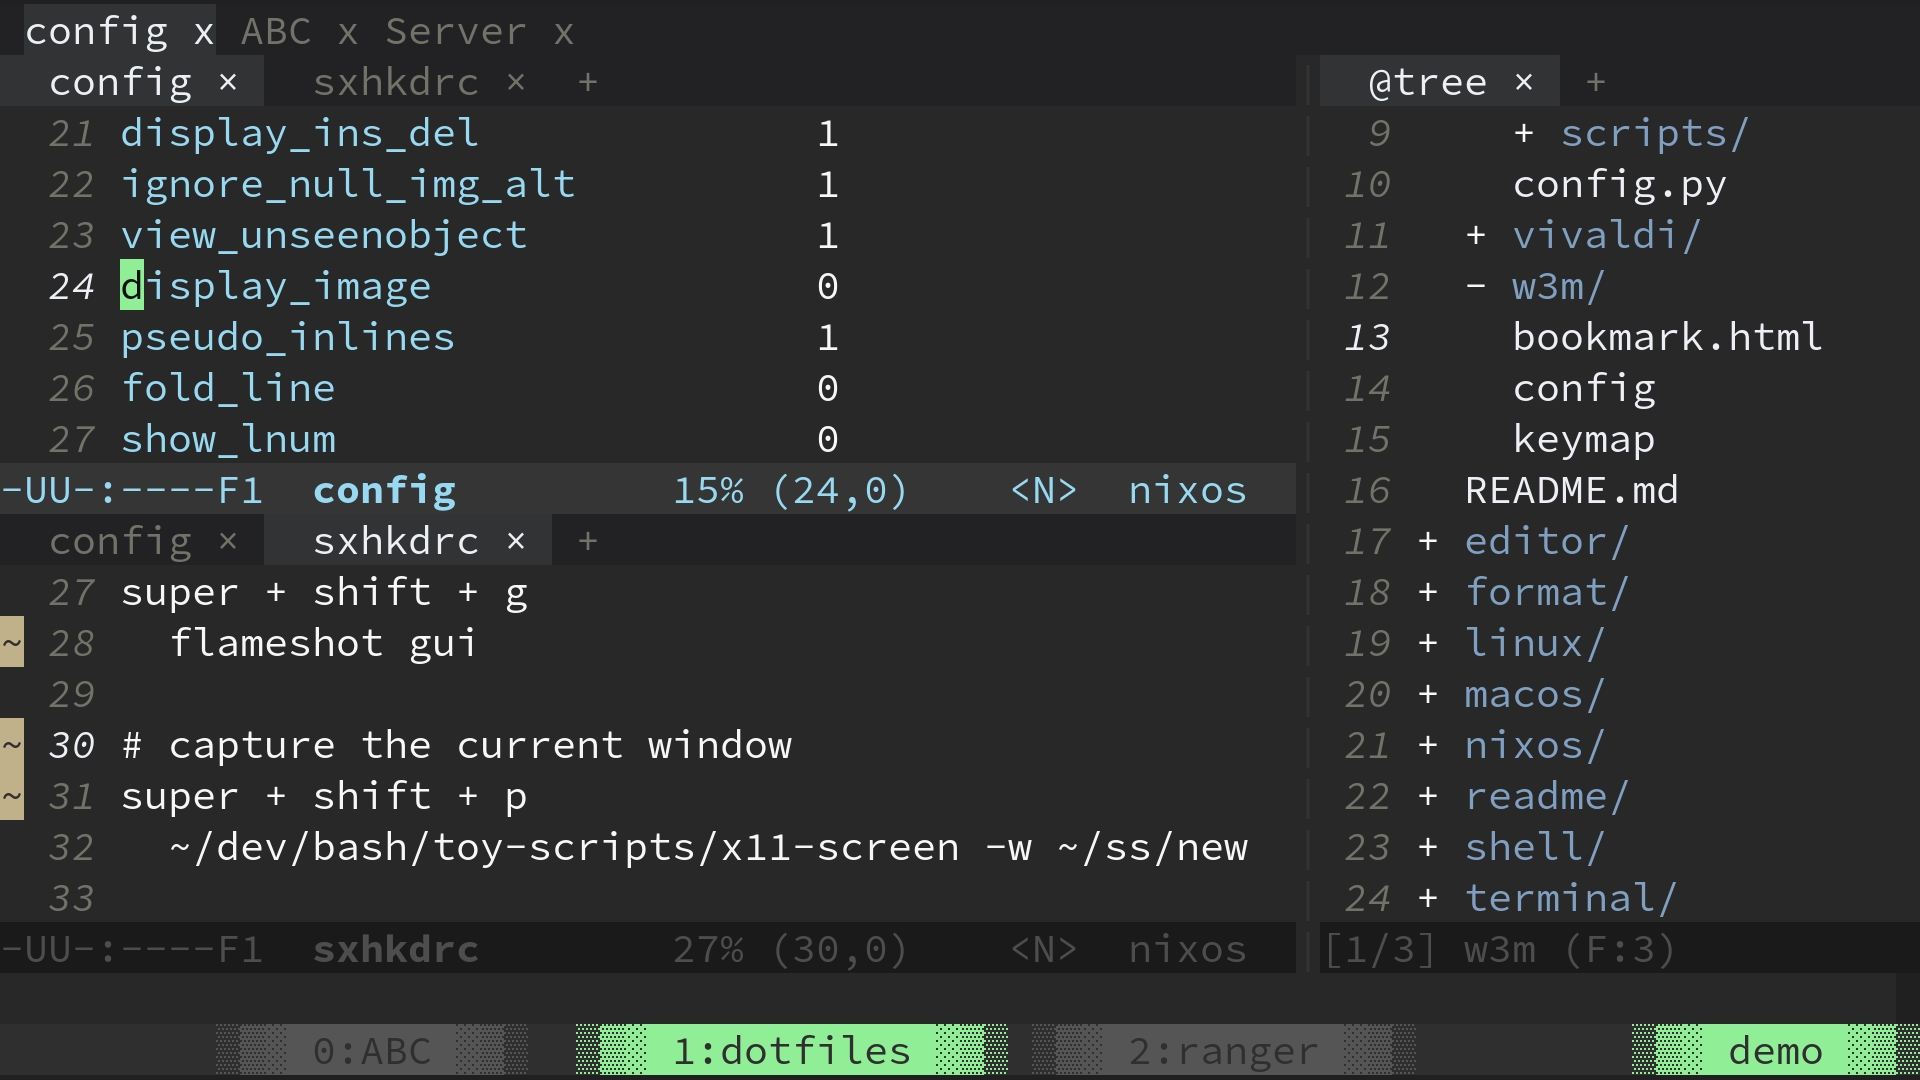 config x ABC x Server x
config × sxhkdrc × +
21 display_ins_del 1
22 ignore_null_img_alt 1
23 view_unseenobject 1
24 display_image 0
25 pseudo_inlines 1
26 fold_line 0
27 show_lnum 0
-UU-:----F1 config 15% (24,0) <N> nixos
config × sxhkdrc × +
27 super + shift + g
~ 28 flameshot gui
29
~ 30 # capture the current window
~ 31 super + shift + p
32 ~/dev/bash/toy-scripts/x11-screen -w ~/ss/new
33
-UU-:----F1 sxhkdrc 27% (30,0) <N> nixos
@tree × +
9 + scripts/
10 config.py
11 + vivaldi/
12 - w3m/
13 bookmark.html
14 config
15 keymap
16 README.md
17 + editor/
18 + format/
19 + linux/
20 + macos/
21 + nixos/
22 + readme/
23 + shell/
24 + terminal/
[1/3] w3m (F:3)
0:ABC 1:dotfiles 2:ranger demo